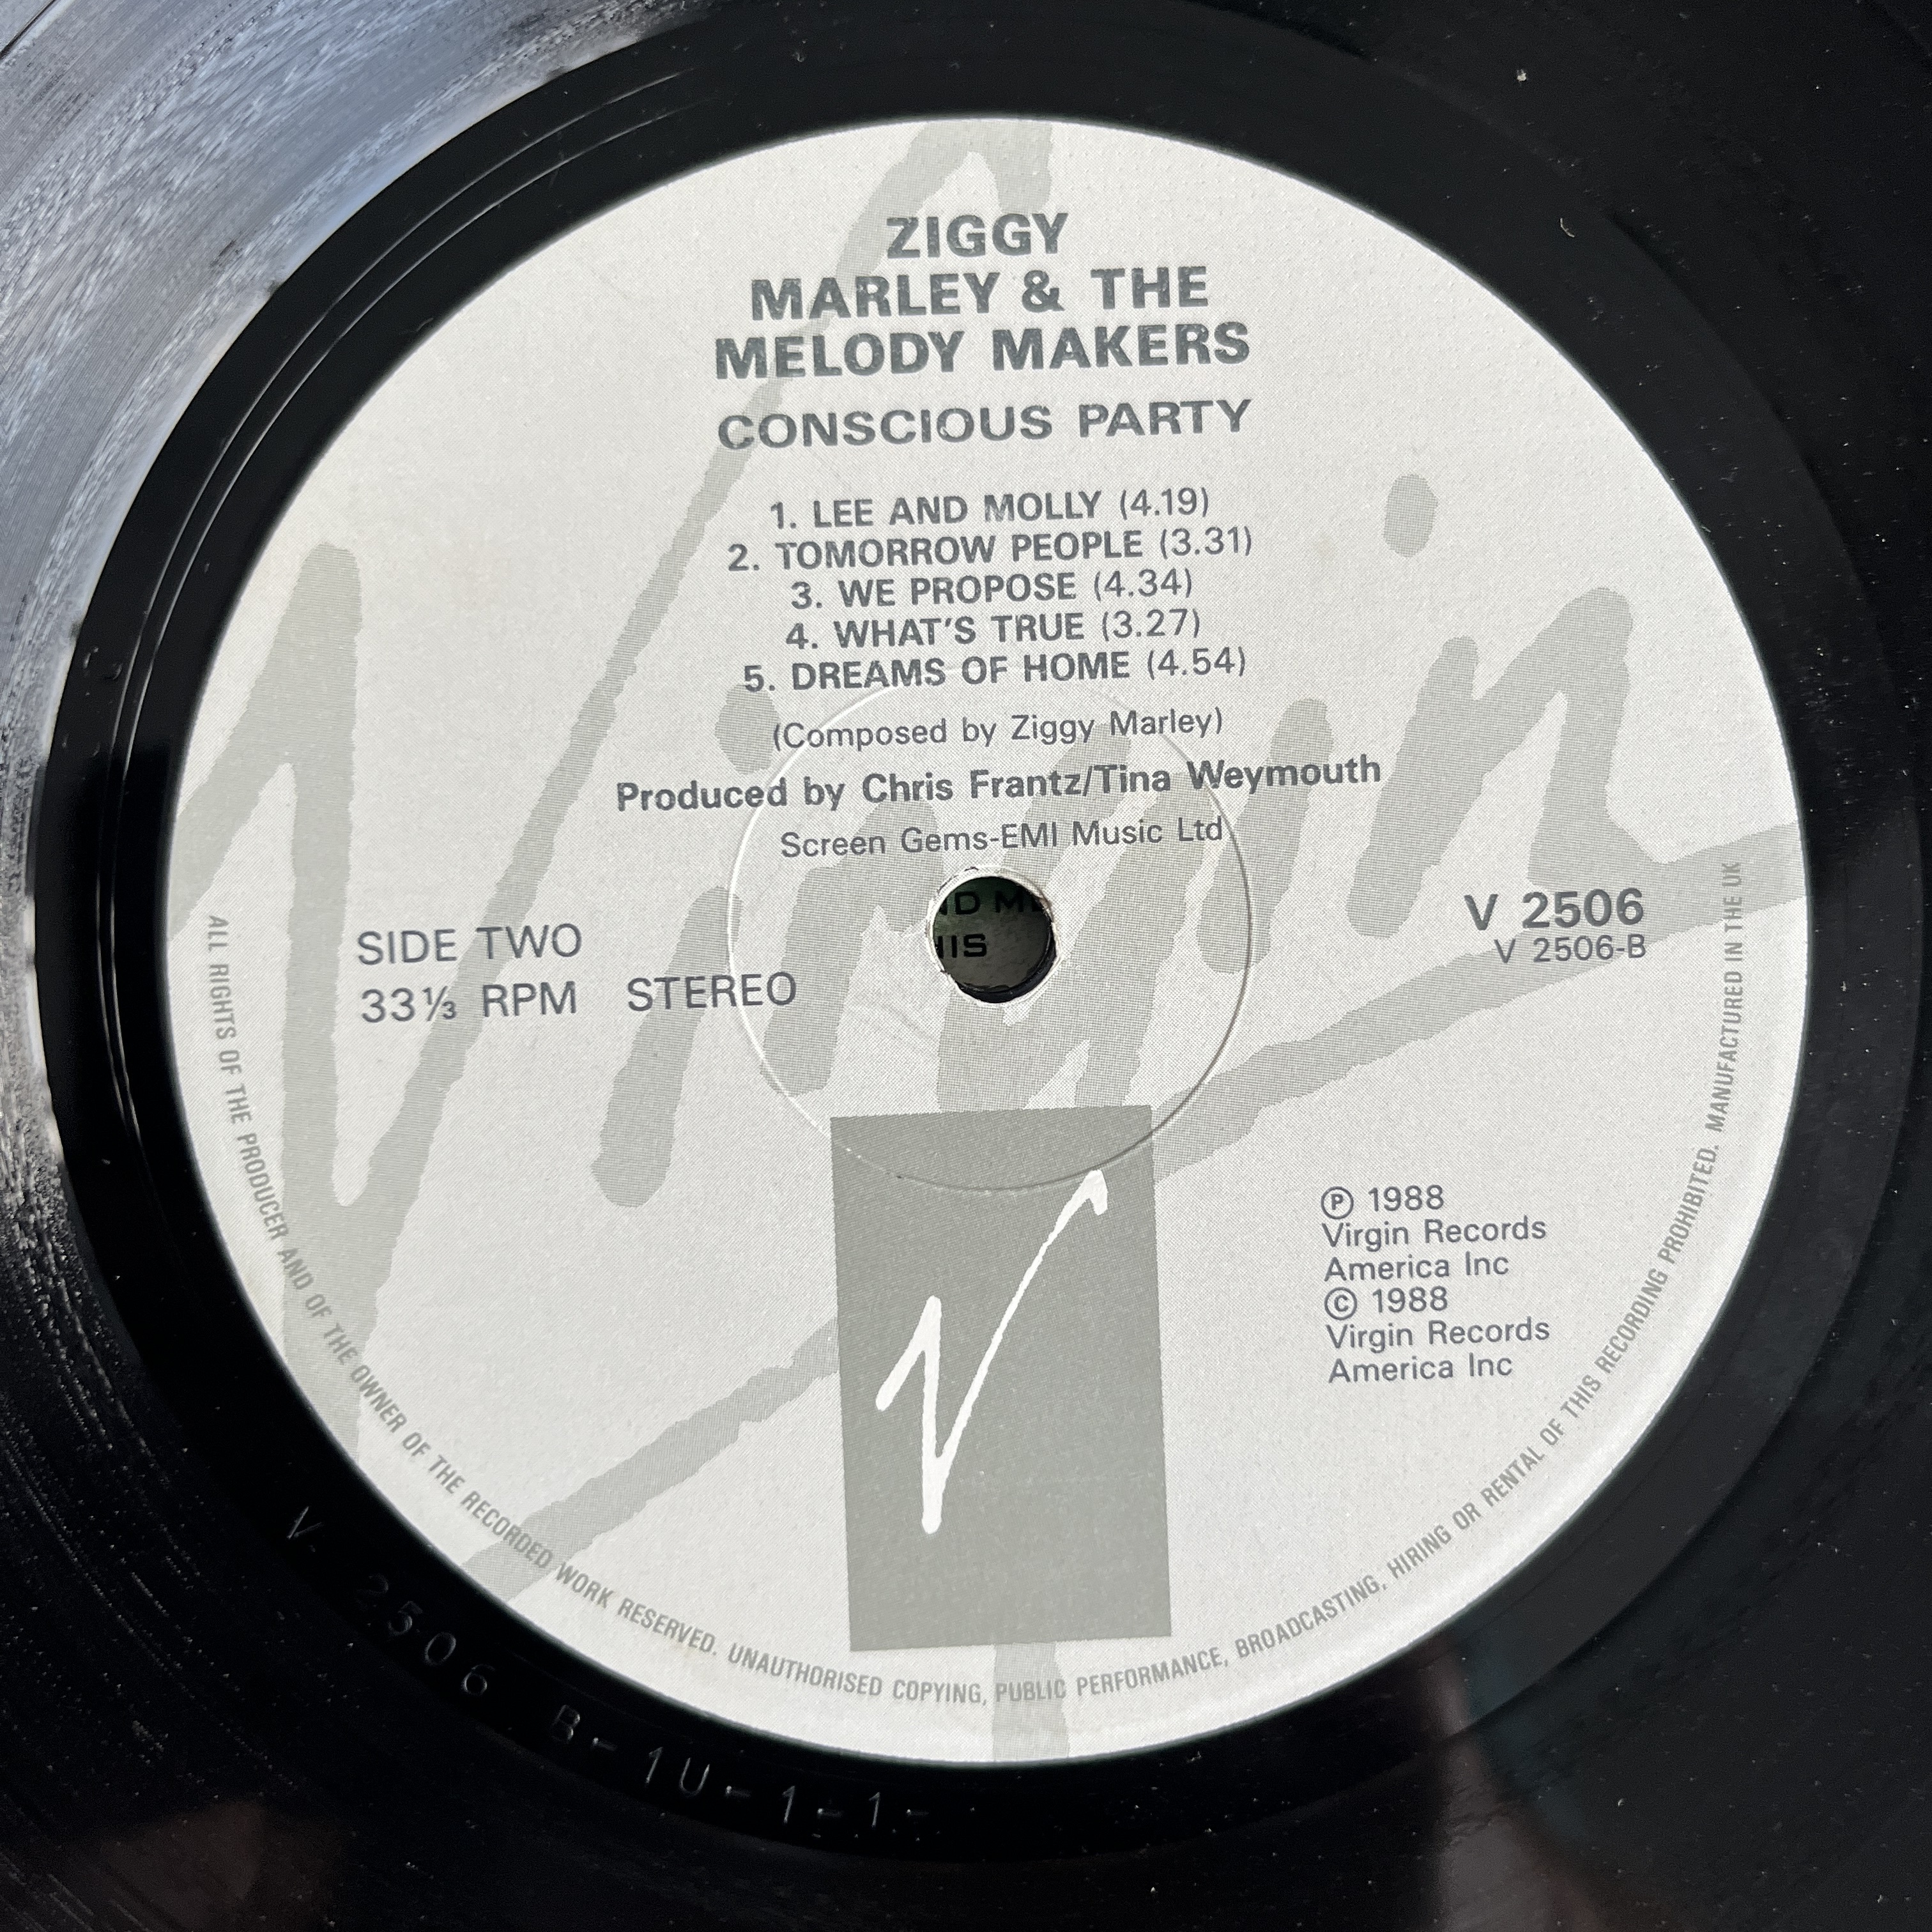 ZIGGY
MARLEY & THE
MELODY MAKERS
CONSCIOUS PARTY
1. LEE AND MOLLY (4.19)
2. TOMORROW PEOPLE (3.31)
3. WE PROPOSE (4.34)
4. WHAT'S TRUE (3.27)
5. DREAMS OF HOME (4.54)
(Composed by Ziggy Marley)
Produced by Chris Frantz/Tina Weymouth
Screen Gems-EMI Music Ltd
SIDE TWO
33⅓ RPM STEREO
V 2506
V 2506-B
Ⓟ 1988
Virgin Records
America Inc
© 1988
Virgin Records
America Inc
Virgin
V
ALL RIGHTS OF THE PRODUCER AND OF THE OWNER OF THE RECORDED WORK RESERVED. UNAUTHORISED COPYING, PUBLIC PERFORMANCE, BROADCASTING, HIRING OR RENTAL OF THIS RECORDING PROHIBITED. MANUFACTURED IN THE UK
V 2506 B-1U-1-1-